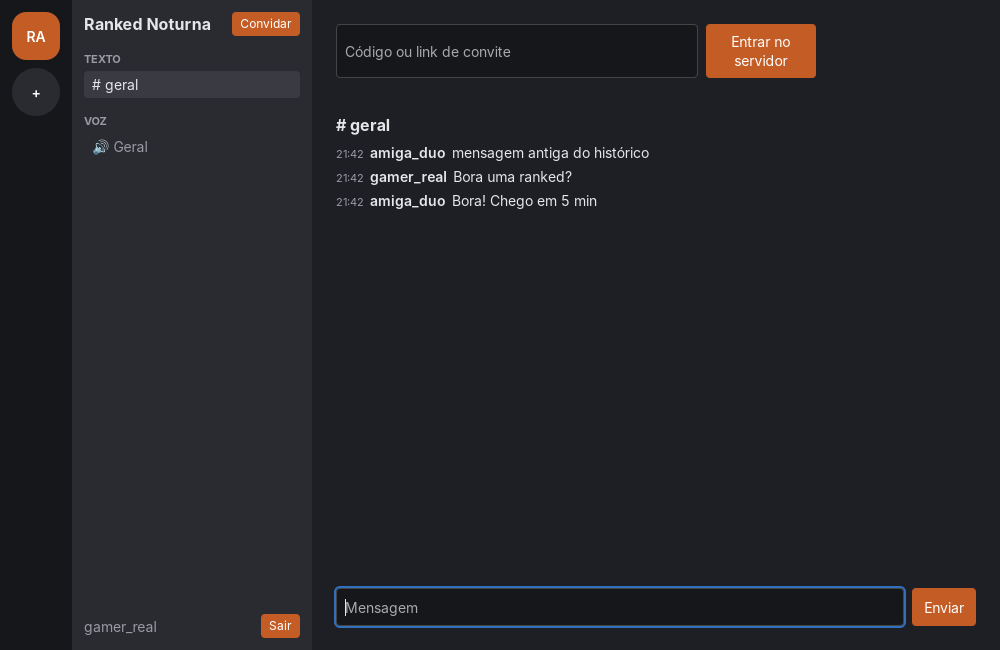 RA
+
Ranked Noturna
Convidar
TEXTO
# geral
VOZ
🔊 Geral
gamer_real
Sair
Código ou link de convite
Entrar no
servidor
# geral
21:42 amiga_duo mensagem antiga do histórico
21:42 gamer_real Bora uma ranked?
21:42 amiga_duo Bora! Chego em 5 min
Mensagem
Enviar